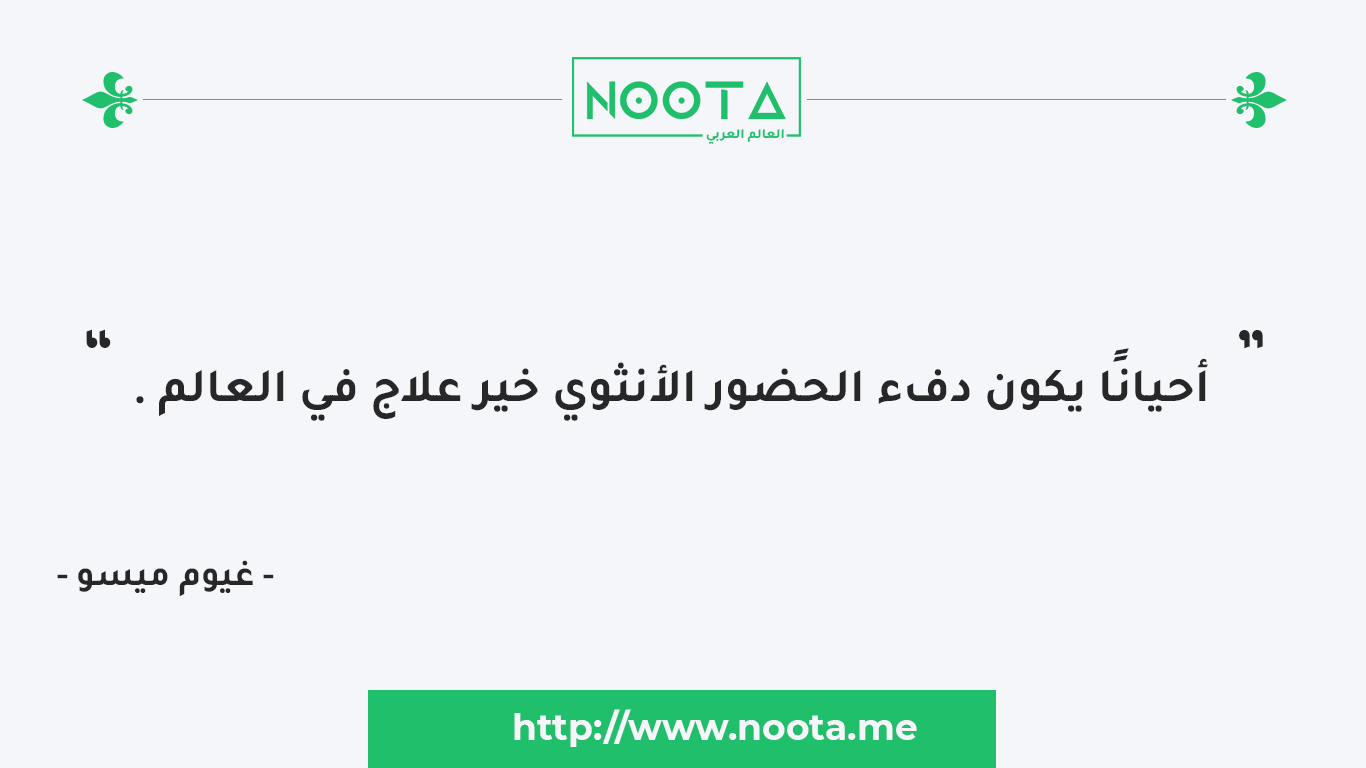 NOOTA
العالم العربي
” أحيانًا يكون دفء الحضور الأنثوي خير علاج في العالم . “
- غيوم ميسو -
http://www.noota.me